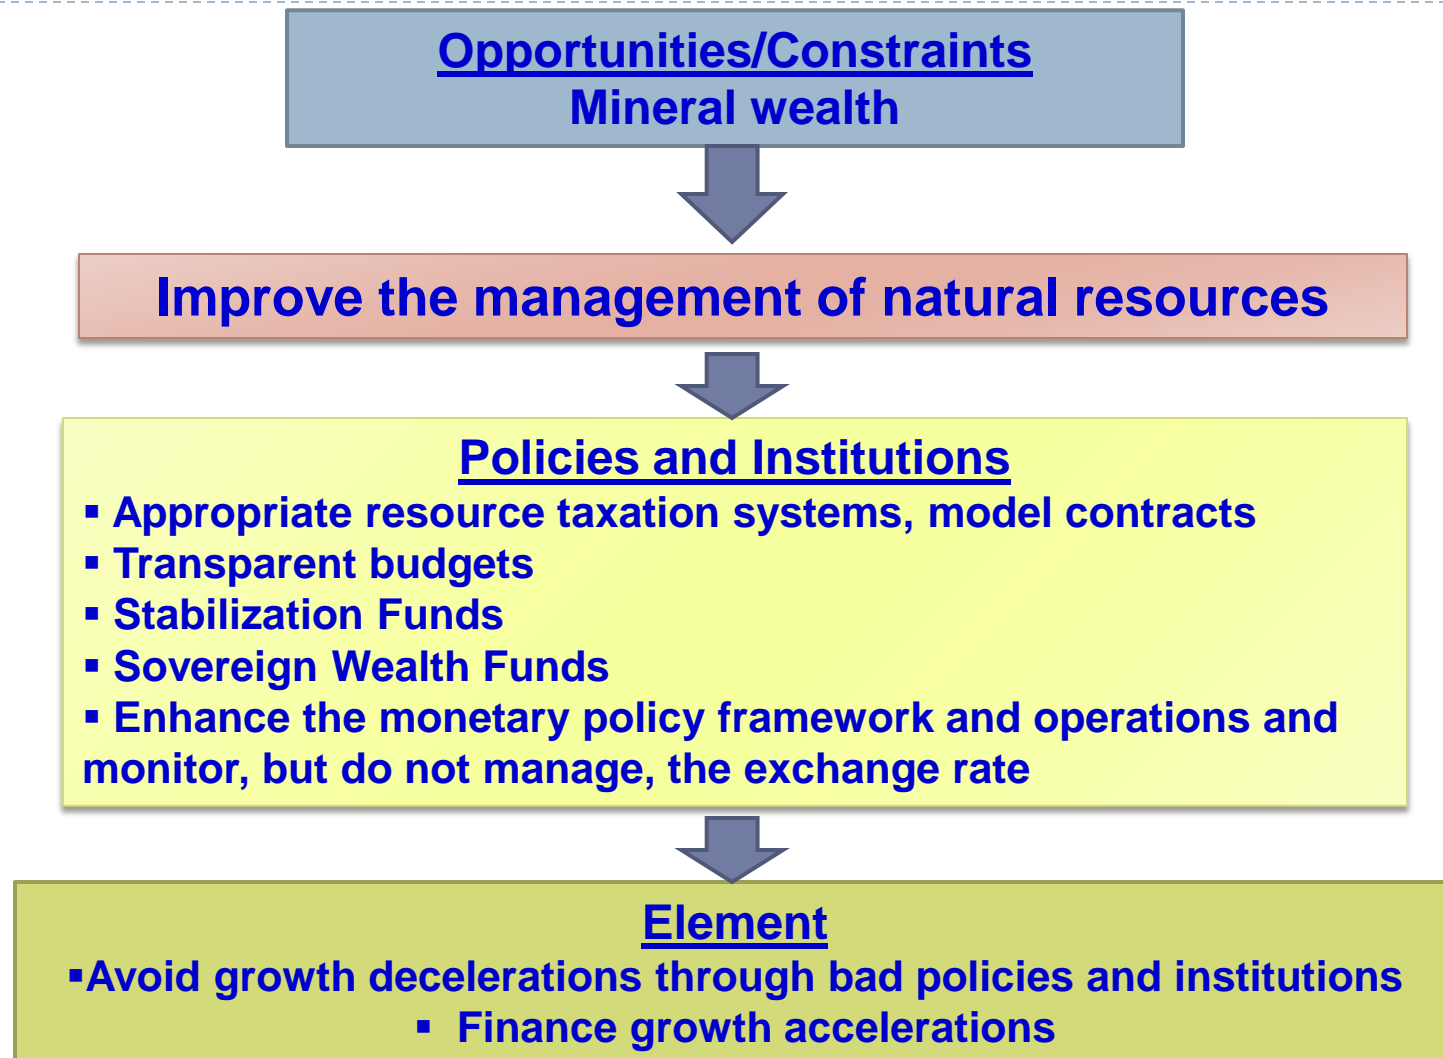 Opportunities/Constraints
Mineral wealth
Improve the management of natural resources
Policies and Institutions
▪ Appropriate resource taxation systems, model contracts
▪ Transparent budgets
▪ Stabilization Funds
▪ Sovereign Wealth Funds
▪ Enhance the monetary policy framework and operations and
monitor, but do not manage, the exchange rate
Element
▪Avoid growth decelerations through bad policies and institutions
▪ Finance growth accelerations